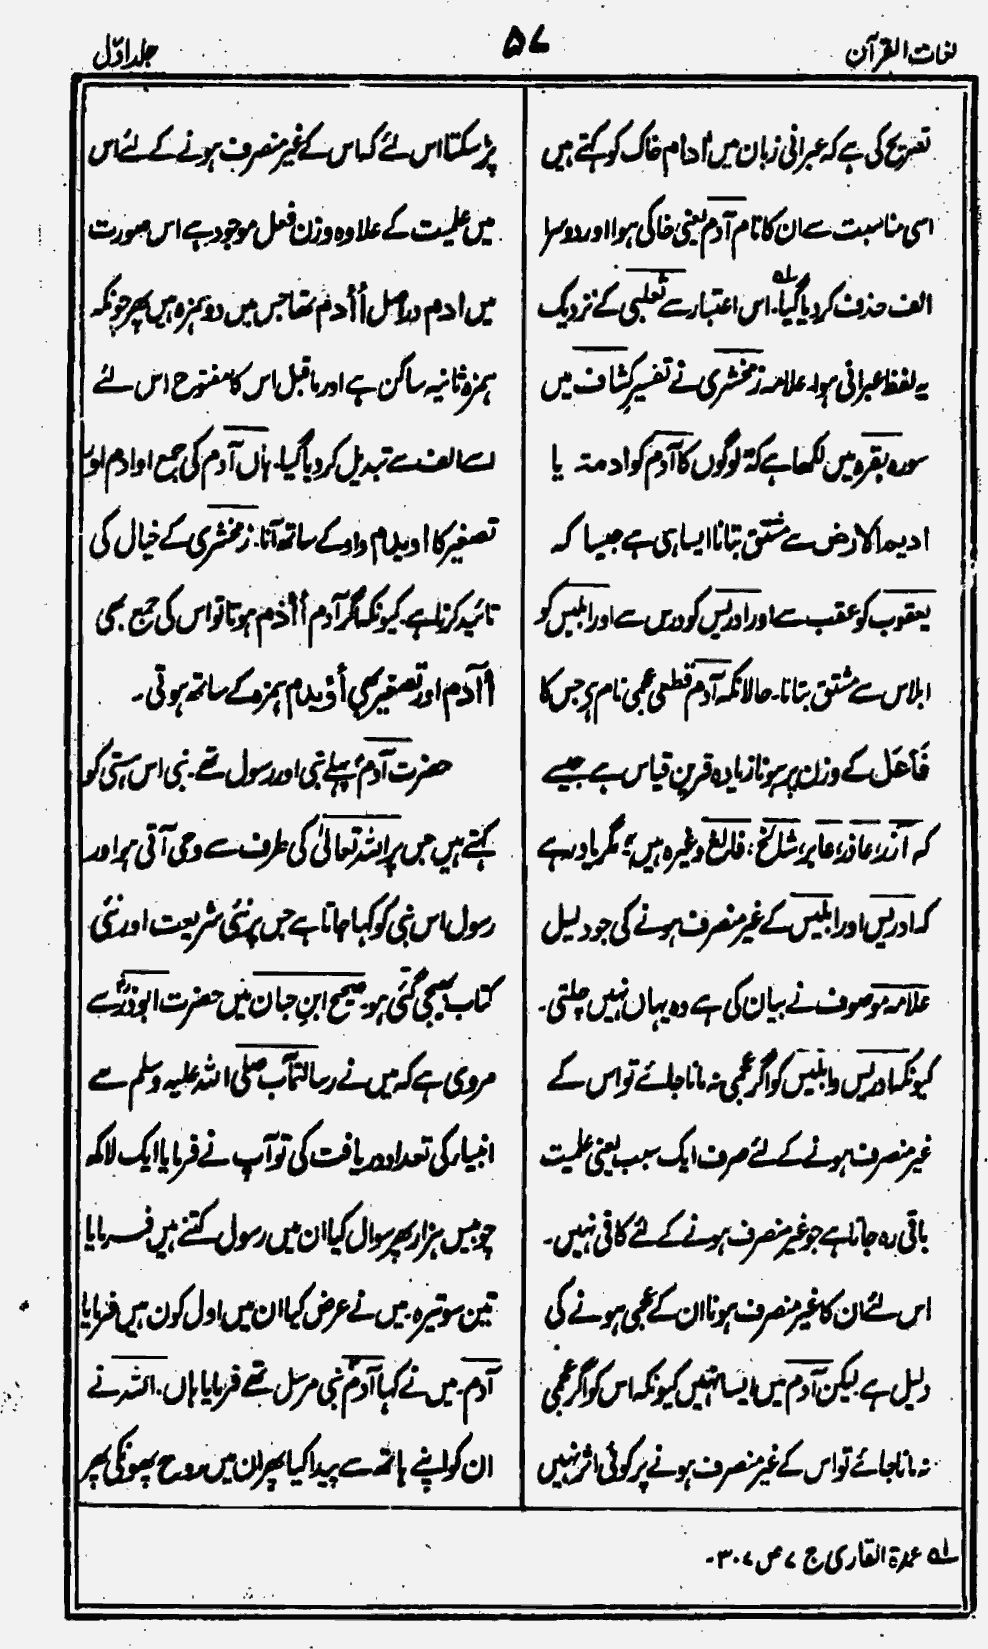 لغات القرآن
۵۷
جلد اوّل
تصریح کی ہے کہ عبرانی زبان میں آدام خاک کو کہتے ہیں
اسی مناسبت سے ان کا نام آدم یعنی خاکی ہوا اور دوسرا
الف حذف کر دیا گیا۔ اس اعتبار سے ثعلبی کے نزدیک
یہ لفظ عبرانی ہوا۔ علامہ زمخشری نے تفسیر کشاف میں
سورہ بقرہ میں لکھا ہے کہ لوگوں کا آدم کو ادمتہ یا
ادیم الارض سے مشتق بتانا ایسا ہی ہے جیسا کہ
یعقوب کو عقب سے اور ادریس کو درس سے اور ابلیس کو
ابلاس سے مشتق بتانا۔ حالانکہ آدم قطعی عجمی نام ہے جس کا
فَاعَل کے وزن پر ہونا زیادہ قرین قیاس ہے جیسے
کہ آزر، عاذر، عابر، شالخ، فالغ وغیرہ ہیں، مگر یاد رہے
کہ ادریس اور ابلیس کے غیر منصرف ہونے کی جو دلیل
علامہ موصوف نے بیان کی ہے وہ یہاں نہیں چلتی۔
کیونکہ ادریس و ابلیس کو اگر عجمی نہ مانا جائے تو اس کے
غیر منصرف ہونے کے لئے صرف ایک سبب یعنی علمیت
باقی رہ جاتا ہے جو غیر منصرف ہونے کے لئے کافی نہیں۔
اس لئے ان کا غیر منصرف ہونا ان کے عجمی ہونے کی
دلیل ہے لیکن آدم میں ایسا نہیں کیونکہ اس کو اگر عجمی
نہ مانا جائے تو اس کے غیر منصرف ہونے پر کوئی اثر نہیں
پڑ سکتا اس لئے کہ اس کے غیر منصرف ہونے کے لئے اس
میں علمیت کے علاوہ وزن فعل موجود ہے اس صورت
میں ادم دراصل أأدم تھا جس میں دو ہمزہ ہیں پھر چونکہ
ہمزہ ثانیہ ساکن ہے اور ماقبل اس کا مفتوح اس لئے
اسے الف سے تبدیل کر دیا گیا۔ ہاں آدم کی جمع اوادم اور
تصغیر کا اویدم واو کے ساتھ آنا۔ زمخشری کے خیال کی
تائید کرتا ہے کیونکہ اگر آدم أأدم ہوتا تو اس کی جمع بھی
أآدم اور تصغیر بھی أؤیدم ہمزہ کے ساتھ ہوتی۔
حضرت آدمؑ پہلے نبی اور رسول تھے۔ نبی اس ہستی کو
کہتے ہیں جس پر اللہ تعالیٰ کی طرف سے وحی آتی ہو اور
رسول اس نبی کو کہا جاتا ہے جس پر نئی شریعت اور نئی
کتاب بھیجی گئی ہو۔ صحیح ابن حبان میں حضرت ابوذرؓ سے
مروی ہے کہ میں نے رسالتمآب صلی اللہ علیہ وسلم سے
انبیاء کی تعداد دریافت کی تو آپ نے فرمایا ایک لاکھ
چوبیس ہزار پھر سوال کیا ان میں رسول کتنے ہیں فرمایا
تین سو تیرہ۔ میں نے عرض کیا ان میں اول کون ہیں فرمایا
آدم۔ میں نے کہا آدمؑ نبی مرسل تھے فرمایا ہاں۔ اللہ نے
ان کو اپنے ہاتھ سے پیدا کیا پھر ان میں روح پھونکی پھر
لہ عمدۃ القاری ج ۷ ص ۳۰۷۔